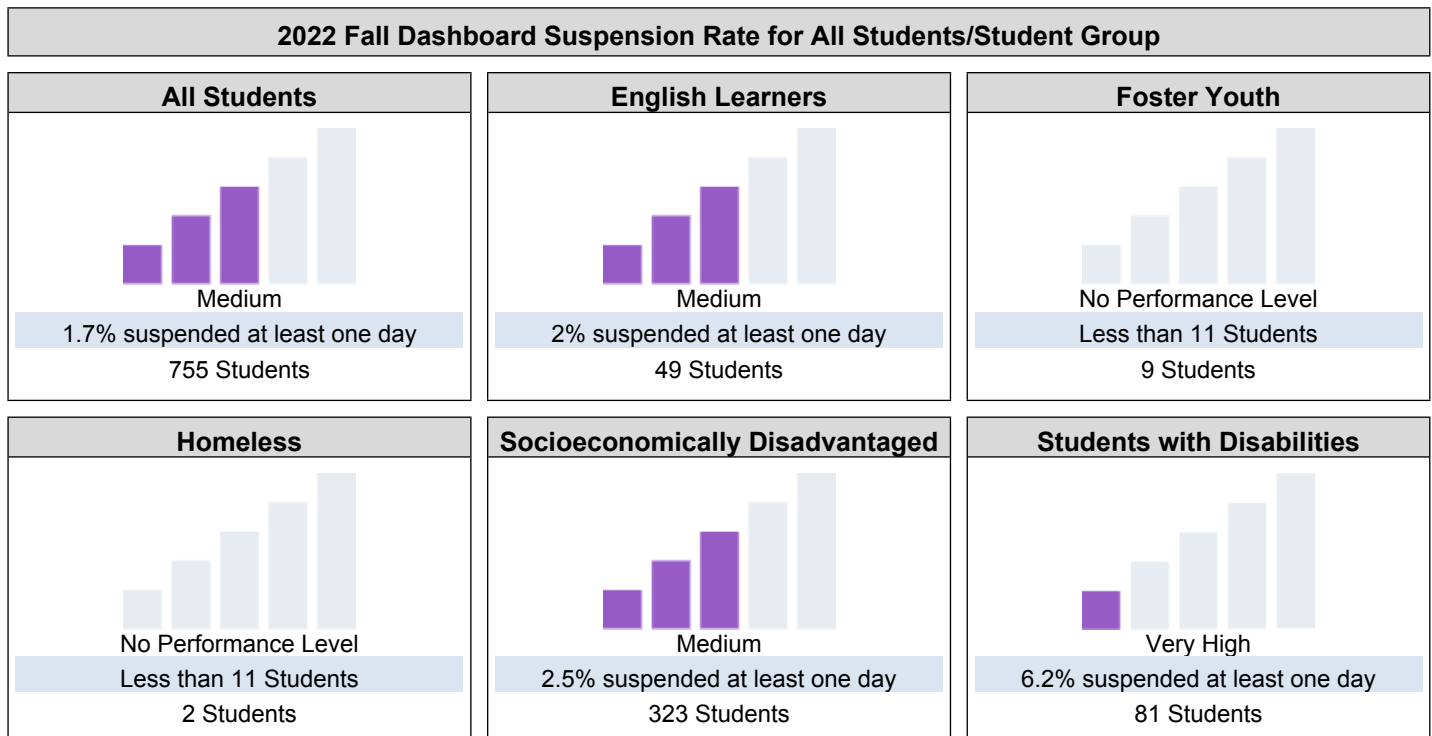 2022 Fall Dashboard Suspension Rate for All Students/Student Group
All Students
Medium
1.7% suspended at least one day
755 Students
English Learners
Medium
2% suspended at least one day
49 Students
Foster Youth
No Performance Level
Less than 11 Students
9 Students
Homeless
No Performance Level
Less than 11 Students
2 Students
Socioeconomically Disadvantaged
Medium
2.5% suspended at least one day
323 Students
Students with Disabilities
Very High
6.2% suspended at least one day
81 Students